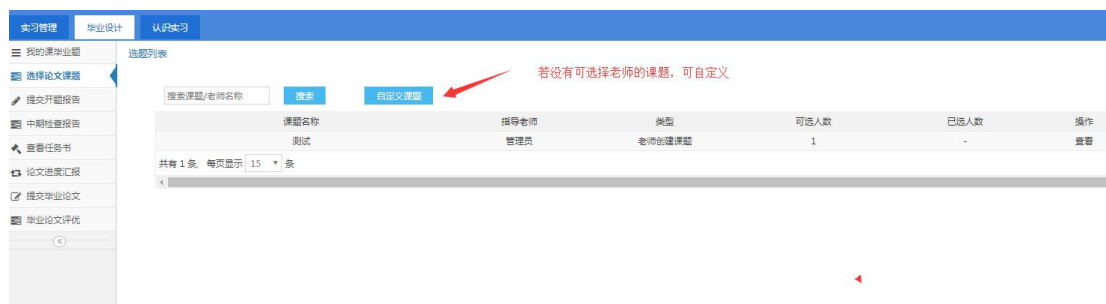 实习管理 毕业设计 认识实习
我的课毕业题
选择论文课题
提交开题报告
中期检查报告
查看任务书
论文进度汇报
提交毕业论文
毕业论文评优
选题列表
若没有可选择老师的课题，可自定义
搜索课题/老师名称 搜索 自定义课题
课题名称 指导老师 类型 可选人数 已选人数 操作
测试 管理员 老师创建课题 1 - 查看
共有 1 条, 每页显示 15 条